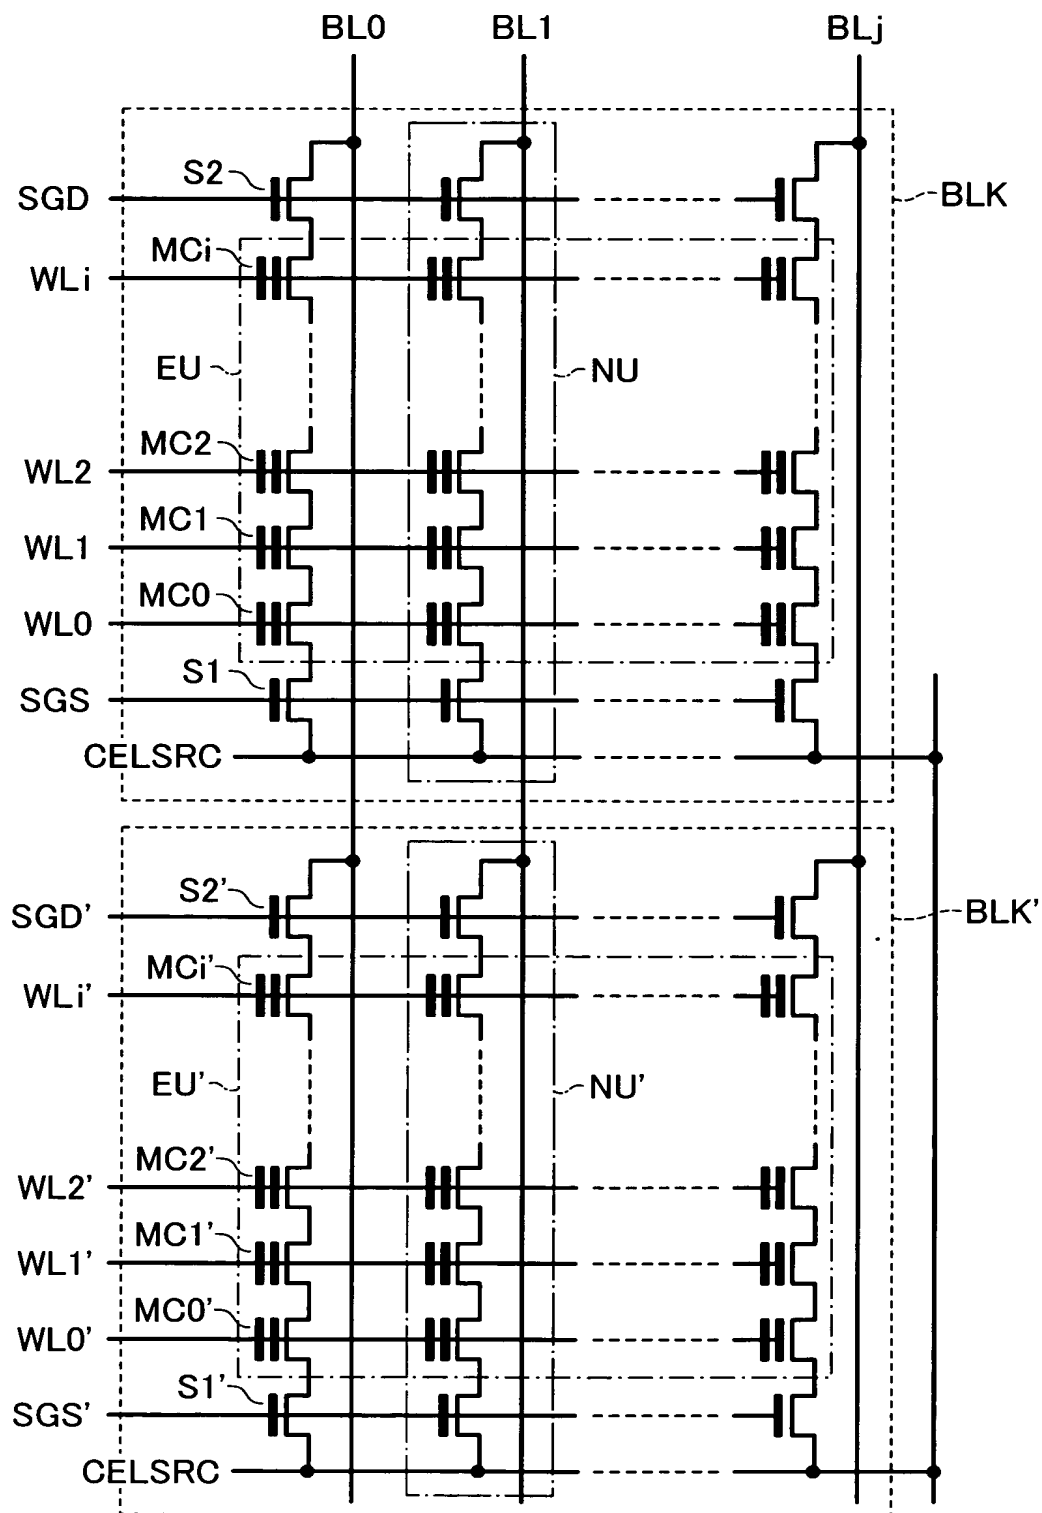 BL0 BL1 BLj
S2
SGD
BLK
MCi
WLi
EU
NU
MC2
WL2
MC1
WL1
MC0
WL0
S1
SGS
CELSRC
S2'
SGD'
BLK'
MCi'
WLi'
EU'
NU'
MC2'
WL2'
MC1'
WL1'
MC0'
WL0'
S1'
SGS'
CELSRC